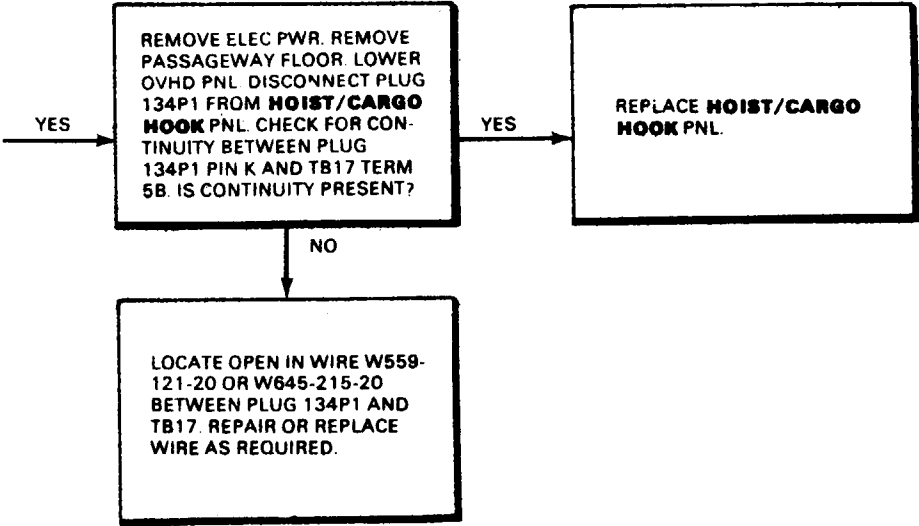 YES
REMOVE ELEC PWR. REMOVE
PASSAGEWAY FLOOR. LOWER
OVHD PNL. DISCONNECT PLUG
134P1 FROM HOIST/CARGO
HOOK PNL. CHECK FOR CON-
TINUITY BETWEEN PLUG
134P1 PIN K AND TB17 TERM
5B. IS CONTINUITY PRESENT?
YES
REPLACE HOIST/CARGO
HOOK PNL.
NO
LOCATE OPEN IN WIRE W559-
121-20 OR W645-215-20
BETWEEN PLUG 134P1 AND
TB17. REPAIR OR REPLACE
WIRE AS REQUIRED.